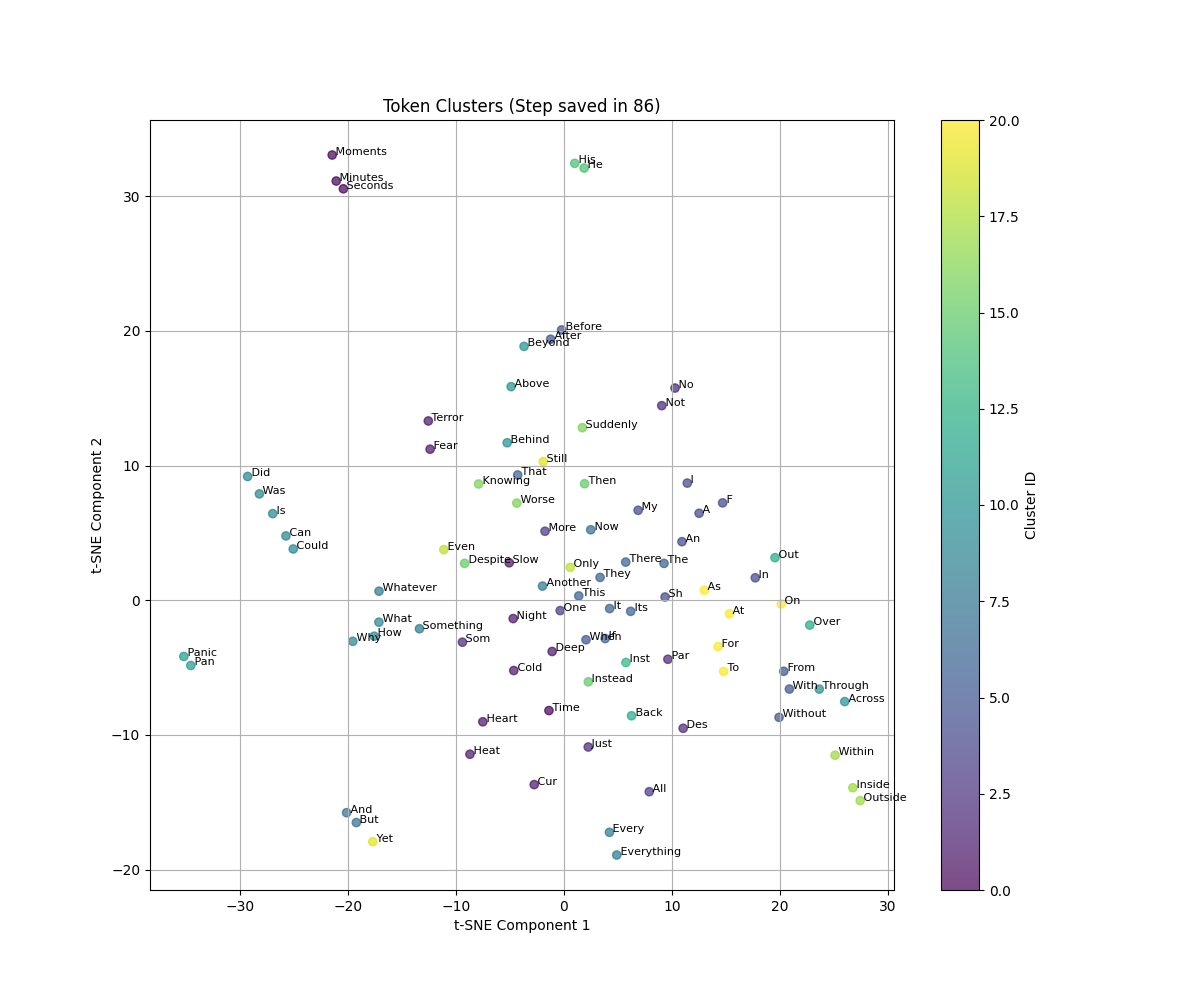 Token Clusters (Step saved in 86)
Moments
Minutes
Seconds
His
He
Before
After
Beyond
Above
No
Not
Terror
Suddenly
Fear
Behind
Still
That
Did
Knowing
Then
I
Was
Worse
F
My
A
Is
More
Now
Can
An
Could
Even
Out
Despite
Slow
There
The
Only
They
In
Another
Whatever
As
This
Sh
On
One
It
Its
At
Night
What
Over
Something
How
Why
Som
When
If
For
Deep
Panic
Pan
Inst
Par
Cold
To
From
Instead
With
Through
Across
Time
Back
Without
Heart
Des
Just
Heat
Within
Cur
Inside
All
Outside
And
But
Every
Yet
Everything
30
20
10
0
−10
−20
−30
−20
−10
0
10
20
30
t-SNE Component 1
t-SNE Component 2
20.0
17.5
15.0
12.5
10.0
7.5
5.0
2.5
0.0
Cluster ID